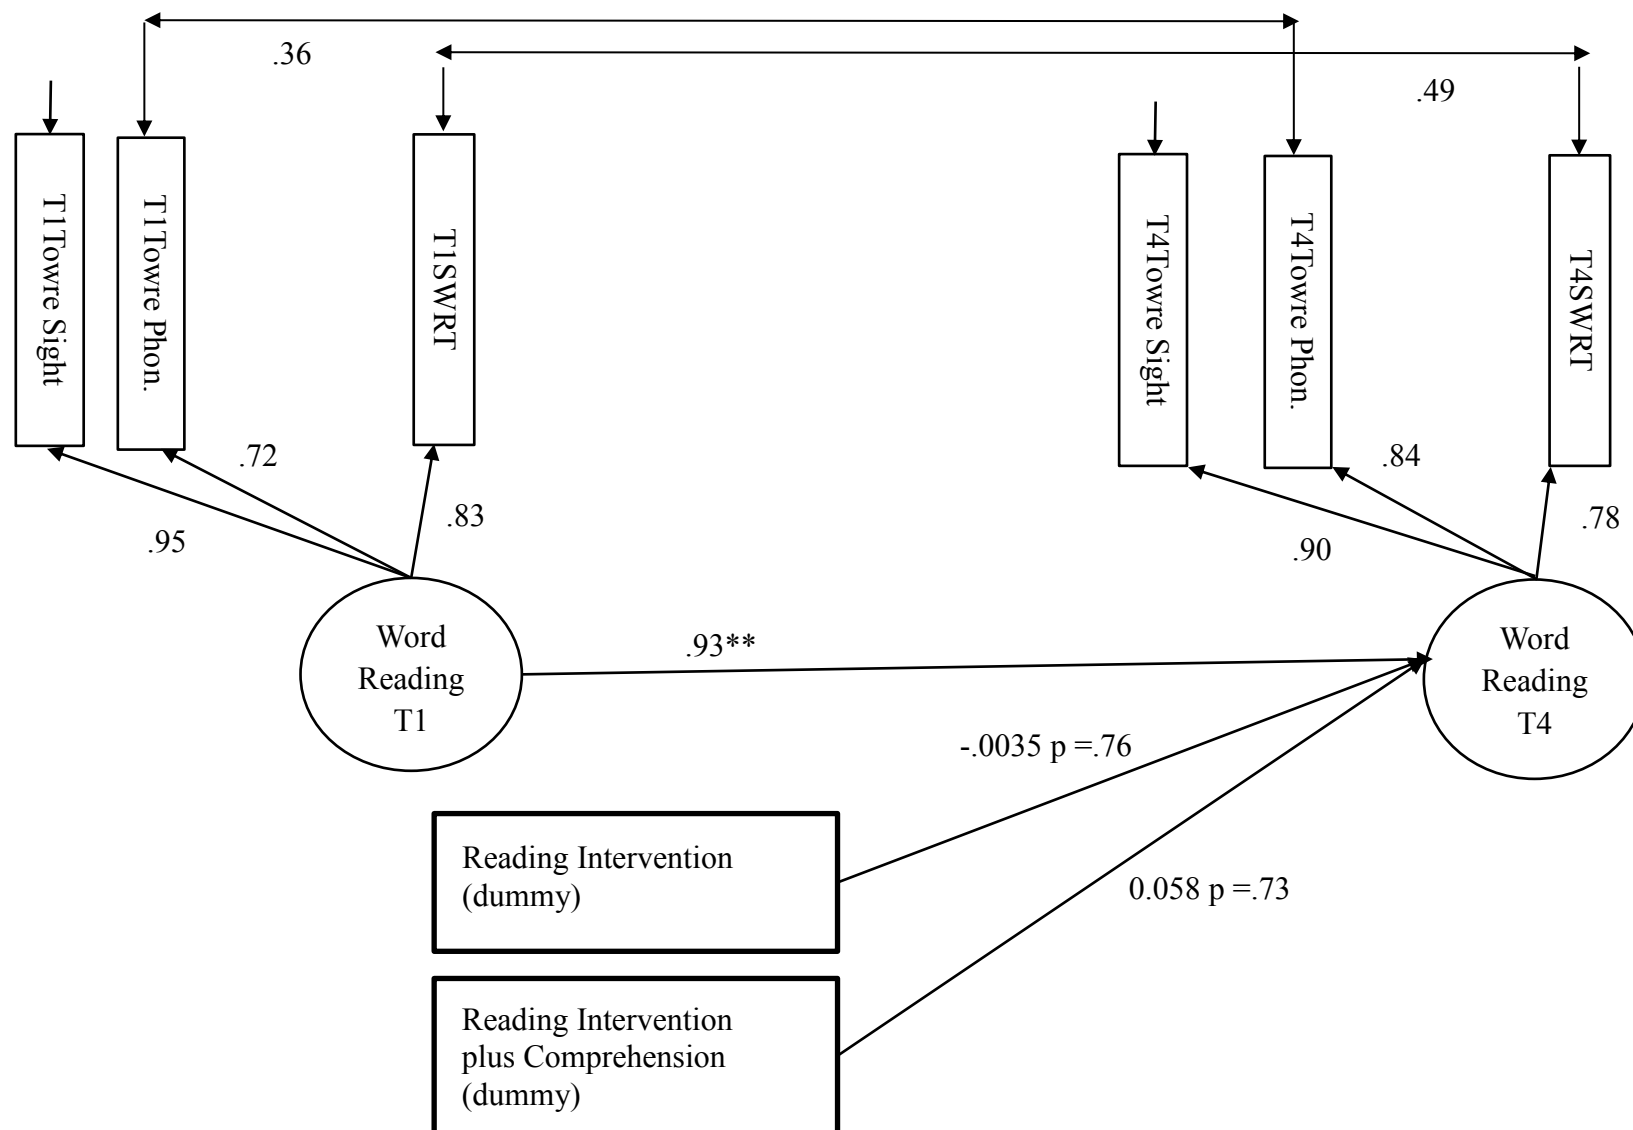 .36
.49
T1Towre Sight
T1Towre Phon.
T1SWRT
T4Towre Sight
T4Towre Phon.
T4SWRT
.72
.95
.83
.84
.90
.78
Word
Reading
T1
.93**
Word
Reading
T4
-.0035 p =.76
Reading Intervention
(dummy)
0.058 p =.73
Reading Intervention
plus Comprehension
(dummy)